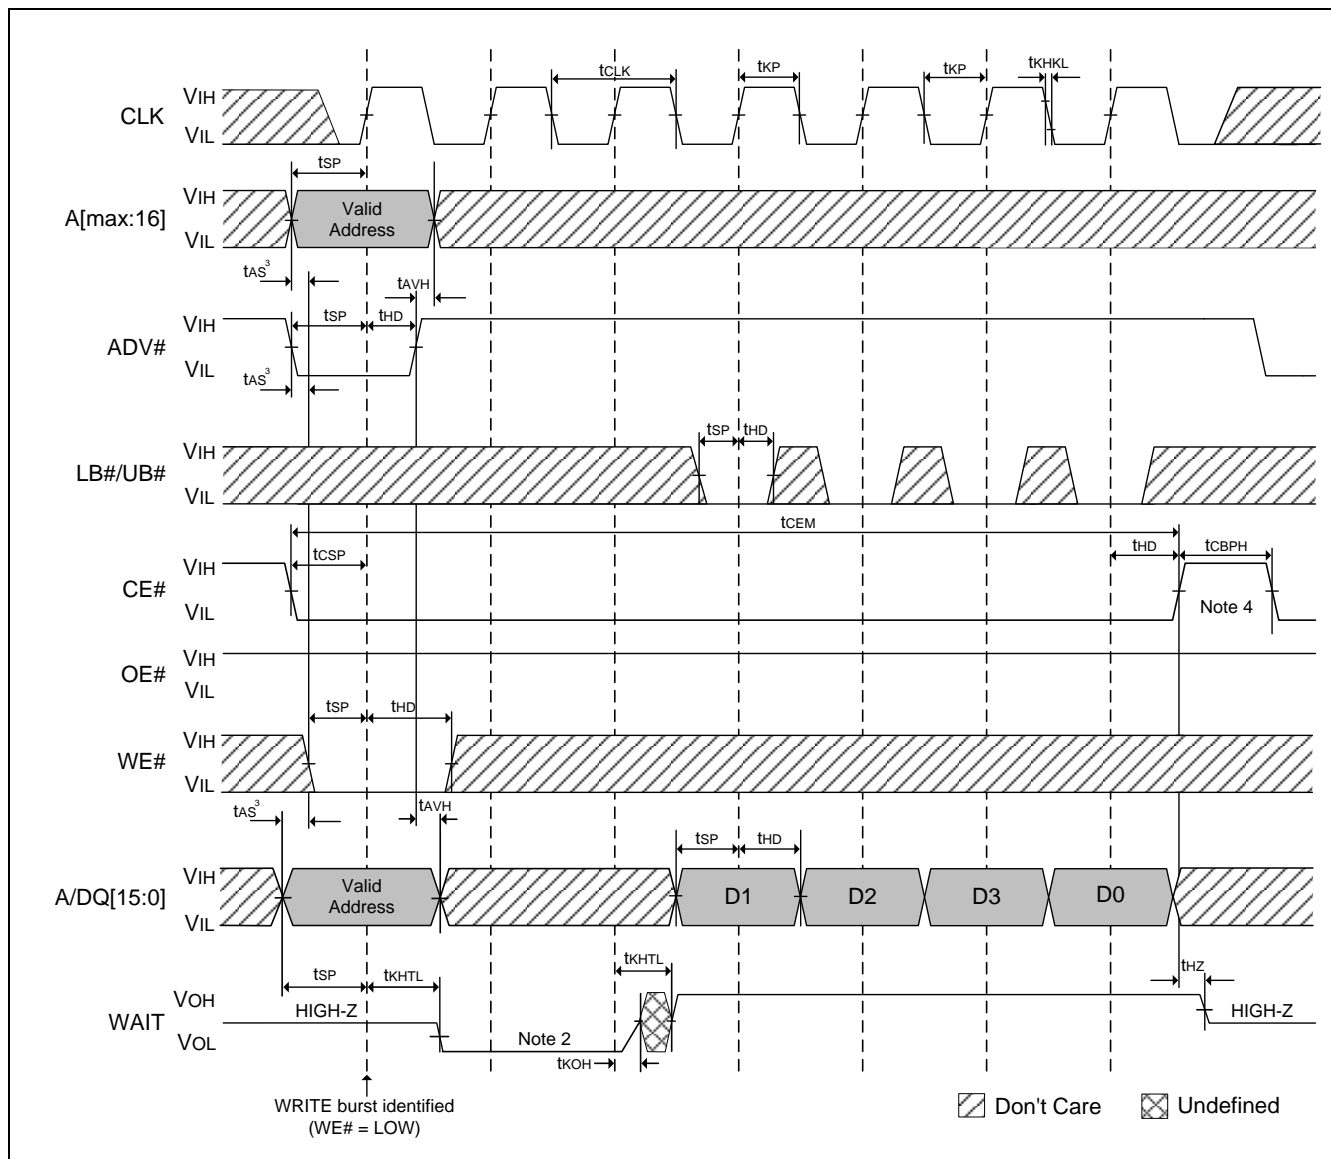 tCLK tKP tKP tKHKL
CLK VIH
VIL
tSP
A[max:16] VIH
VIL
Valid
Address
tAS3 tAVH
tSP tHD
ADV# VIH
VIL
tAS3
tSP tHD
LB#/UB# VIH
VIL
tCEM
tCSP tHD tCBPH
CE# VIH
VIL
Note 4
OE# VIH
VIL
tSP tHD
WE# VIH
VIL
tAS3 tAVH
tSP tHD
A/DQ[15:0] VIH
VIL
Valid
Address
D1 D2 D3 D0
tSP tKHTL tKHTL tHZ
WAIT VOH
VOL
HIGH-Z Note 2 HIGH-Z
tKOH
WRITE burst identified
(WE# = LOW)
Don't Care Undefined